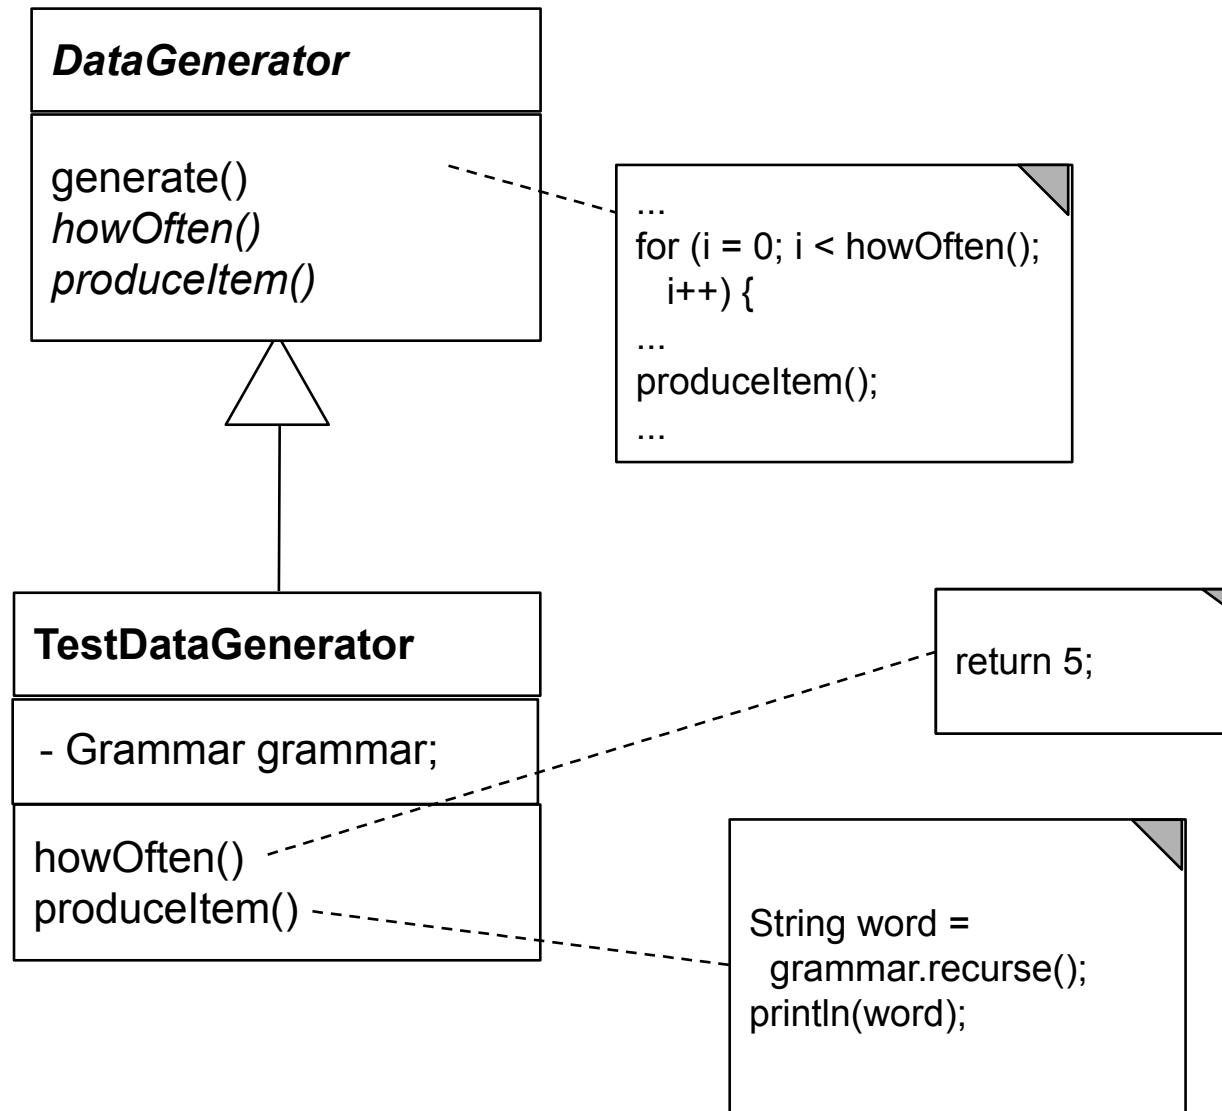 DataGenerator
generate()
howOften()
produceItem()
...
for (i = 0; i < howOften();
i++) {
...
produceItem();
...
TestDataGenerator
- Grammar grammar;
howOften()
produceItem()
return 5;
String word =
grammar.recurse();
println(word);